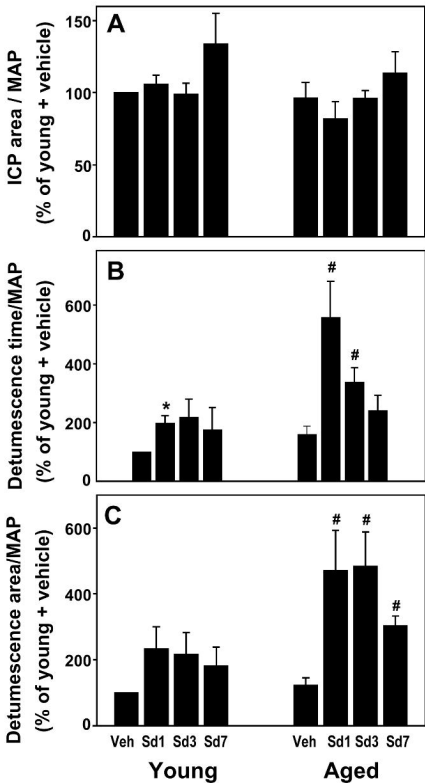 A
ICP area / MAP
(% of young + vehicle)
150
100
50
0
B
Detumescence time/MAP
(% of young + vehicle)
600
400
200
0
*
#
#
C
Detumescence area/MAP
(% of young + vehicle)
600
400
200
0
#
#
#
Veh Sd1 Sd3 Sd7 Veh Sd1 Sd3 Sd7
Young Aged